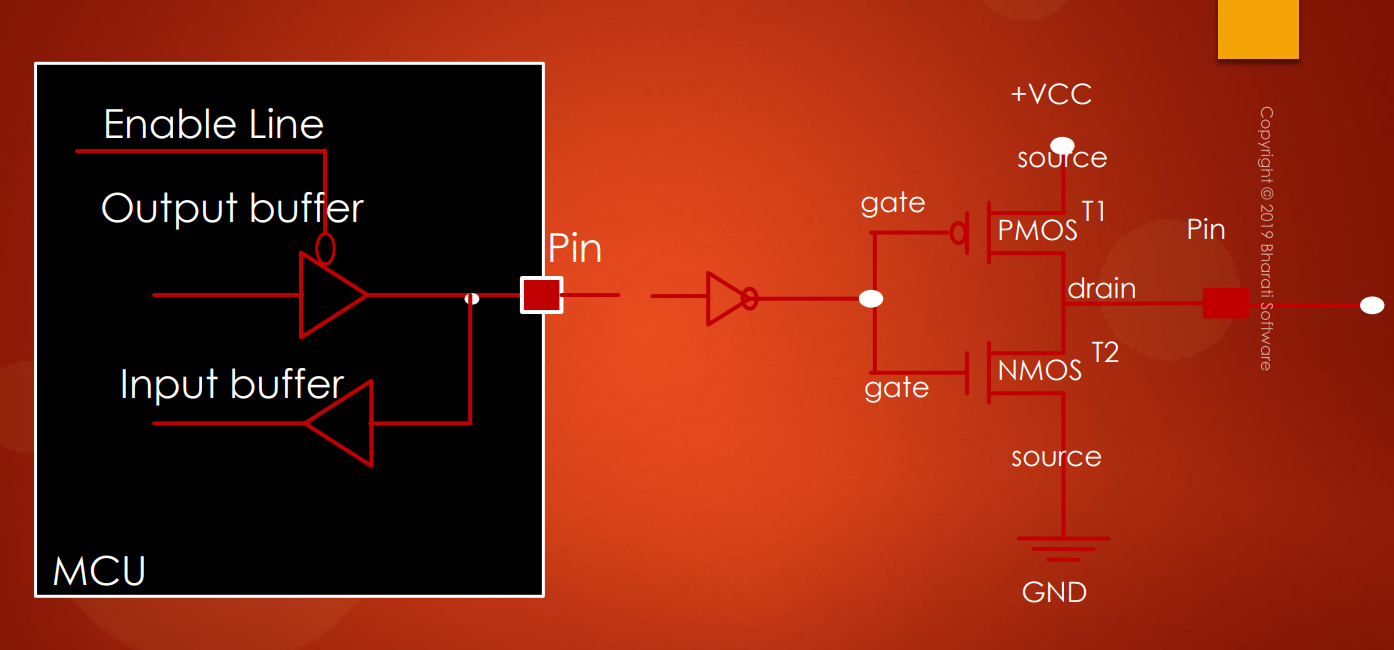 Enable Line
Output buffer
Pin
Input buffer
MCU
+VCC
source
gate
T1
PMOS
Pin
drain
T2
NMOS
gate
source
GND
Copyright © 2019 Bharati Software